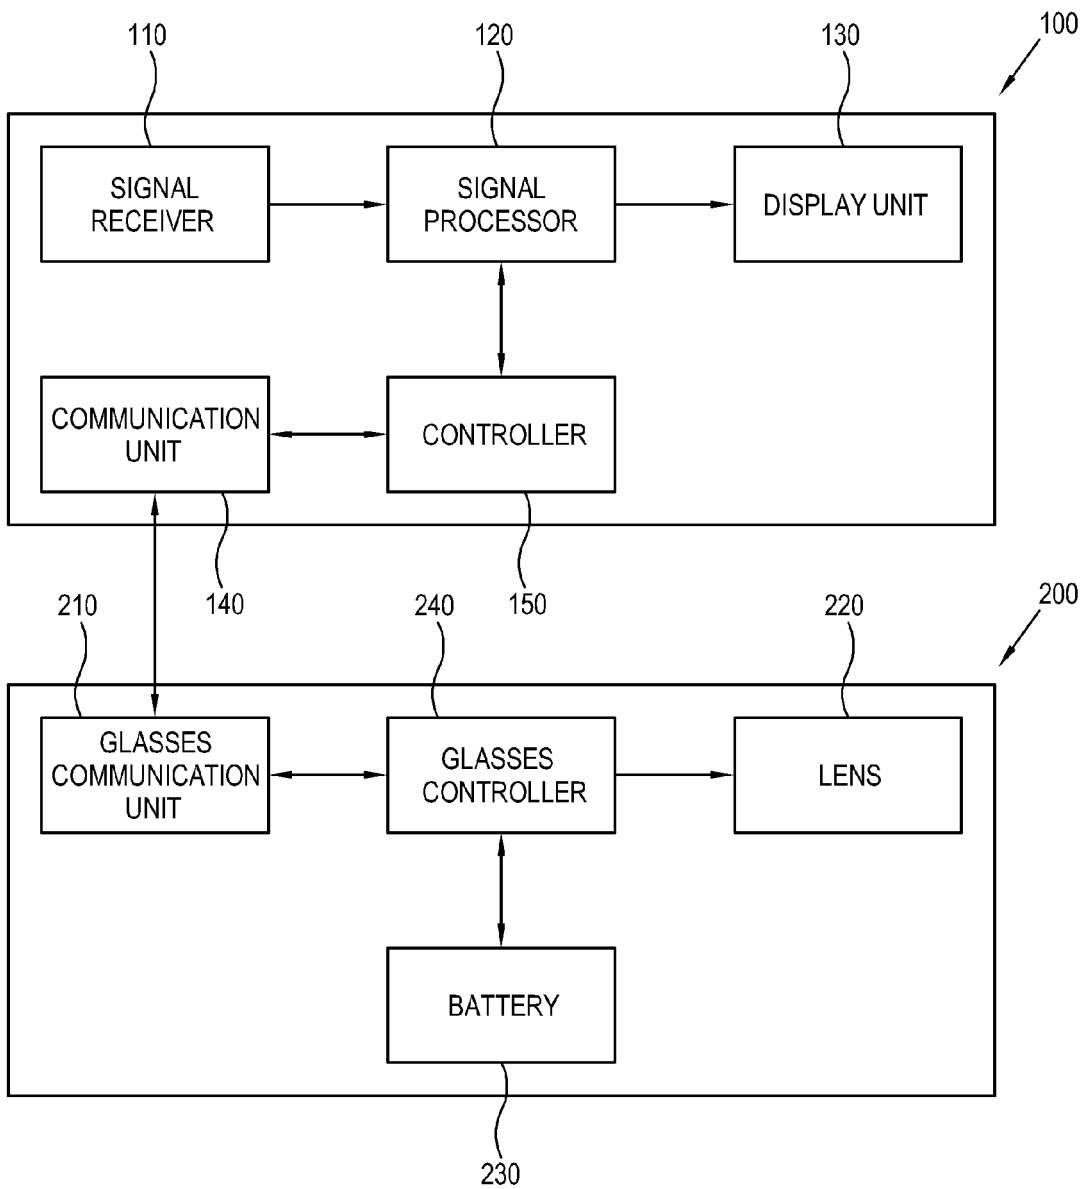 110
120
130
100
SIGNAL
RECEIVER
SIGNAL
PROCESSOR
DISPLAY UNIT
COMMUNICATION
UNIT
CONTROLLER
140
150
210
240
220
200
GLASSES
COMMUNICATION
UNIT
GLASSES
CONTROLLER
LENS
BATTERY
230